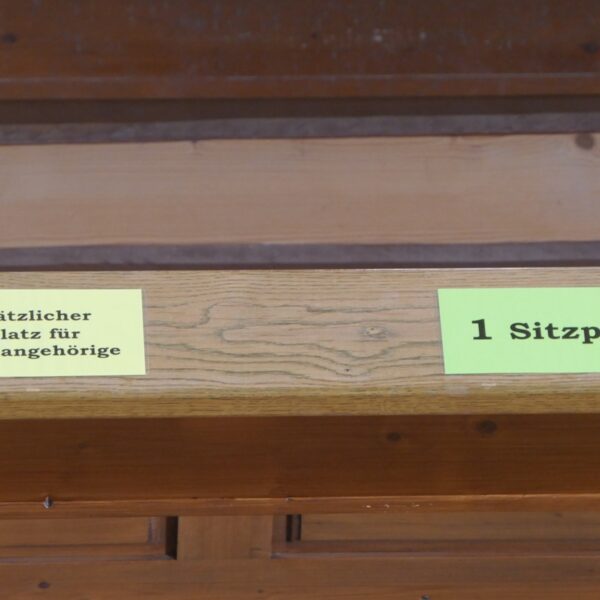 ätzlicher
latz für
angehörige
1 Sitzp